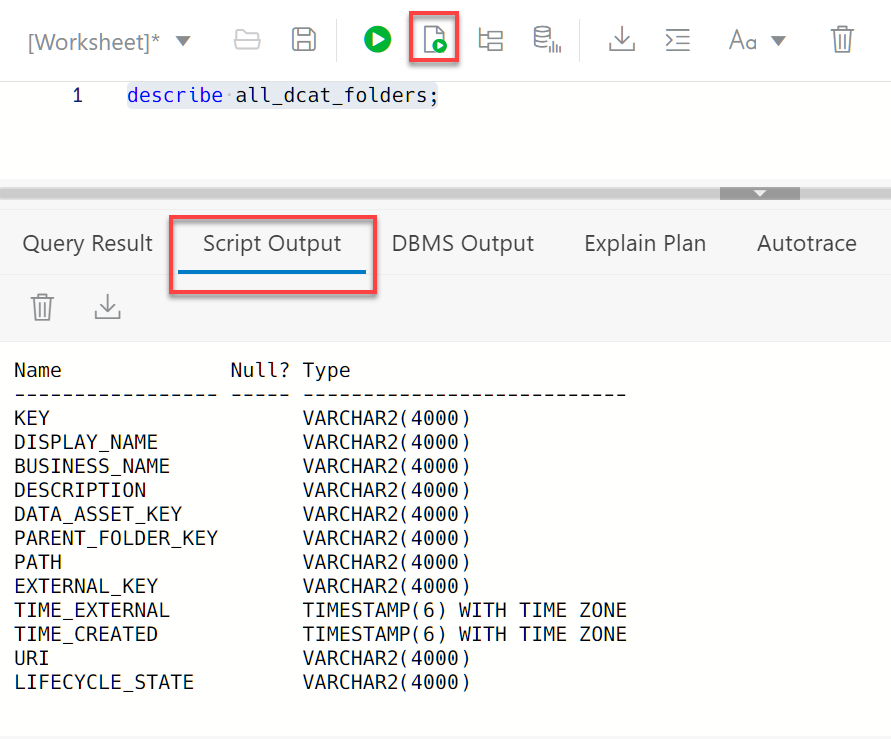 [Worksheet]* Aa
1 describe all_dcat_folders;
Query Result Script Output DBMS Output Explain Plan Autotrace
Name Null? Type
----------------- ----- ---------------------------
KEY VARCHAR2(4000)
DISPLAY_NAME VARCHAR2(4000)
BUSINESS_NAME VARCHAR2(4000)
DESCRIPTION VARCHAR2(4000)
DATA_ASSET_KEY VARCHAR2(4000)
PARENT_FOLDER_KEY VARCHAR2(4000)
PATH VARCHAR2(4000)
EXTERNAL_KEY VARCHAR2(4000)
TIME_EXTERNAL TIMESTAMP(6) WITH TIME ZONE
TIME_CREATED TIMESTAMP(6) WITH TIME ZONE
URI VARCHAR2(4000)
LIFECYCLE_STATE VARCHAR2(4000)